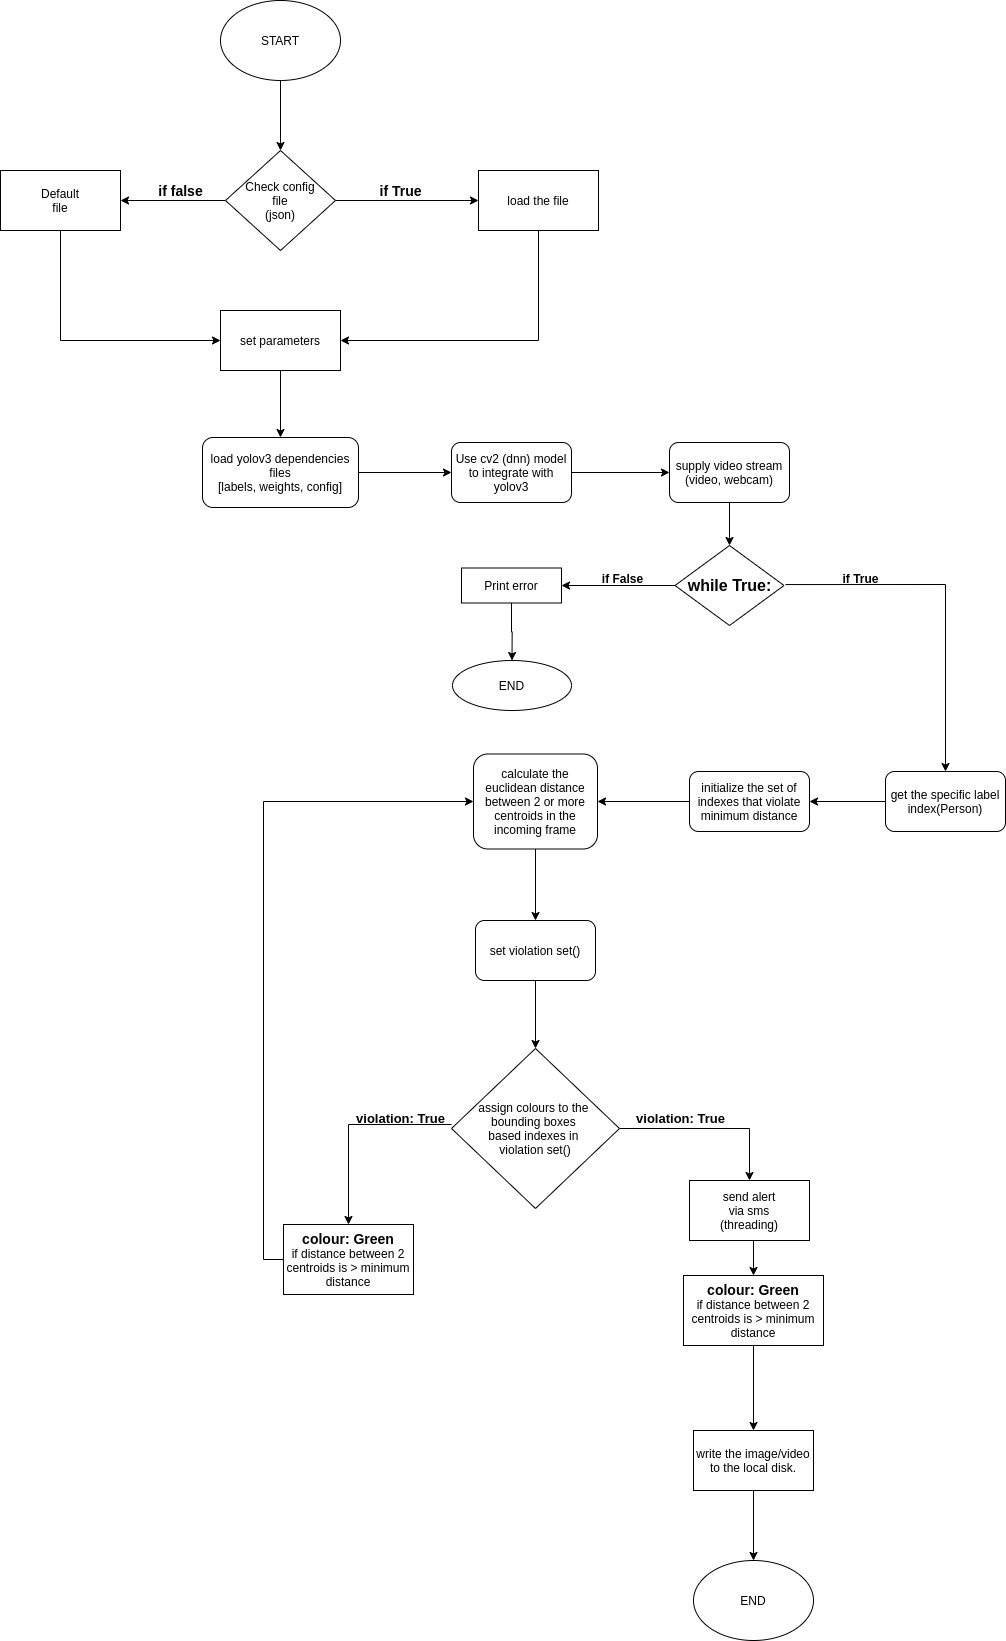 START
Check config
file
(json)
if false
if True
Default
file
load the file
set parameters
load yolov3 dependencies
files
[labels, weights, config]
Use cv2 (dnn) model
to integrate with
yolov3
supply video stream
(video, webcam)
while True:
if False
if True
Print error
END
get the specific label
index(Person)
initialize the set of
indexes that violate
minimum distance
calculate the
euclidean distance
between 2 or more
centroids in the
incoming frame
set violation set()
assign colours to the
bounding boxes
based indexes in
violation set()
violation: True
violation: True
colour: Green
if distance between 2
centroids is > minimum
distance
send alert
via sms
(threading)
colour: Green
if distance between 2
centroids is > minimum
distance
write the image/video
to the local disk.
END